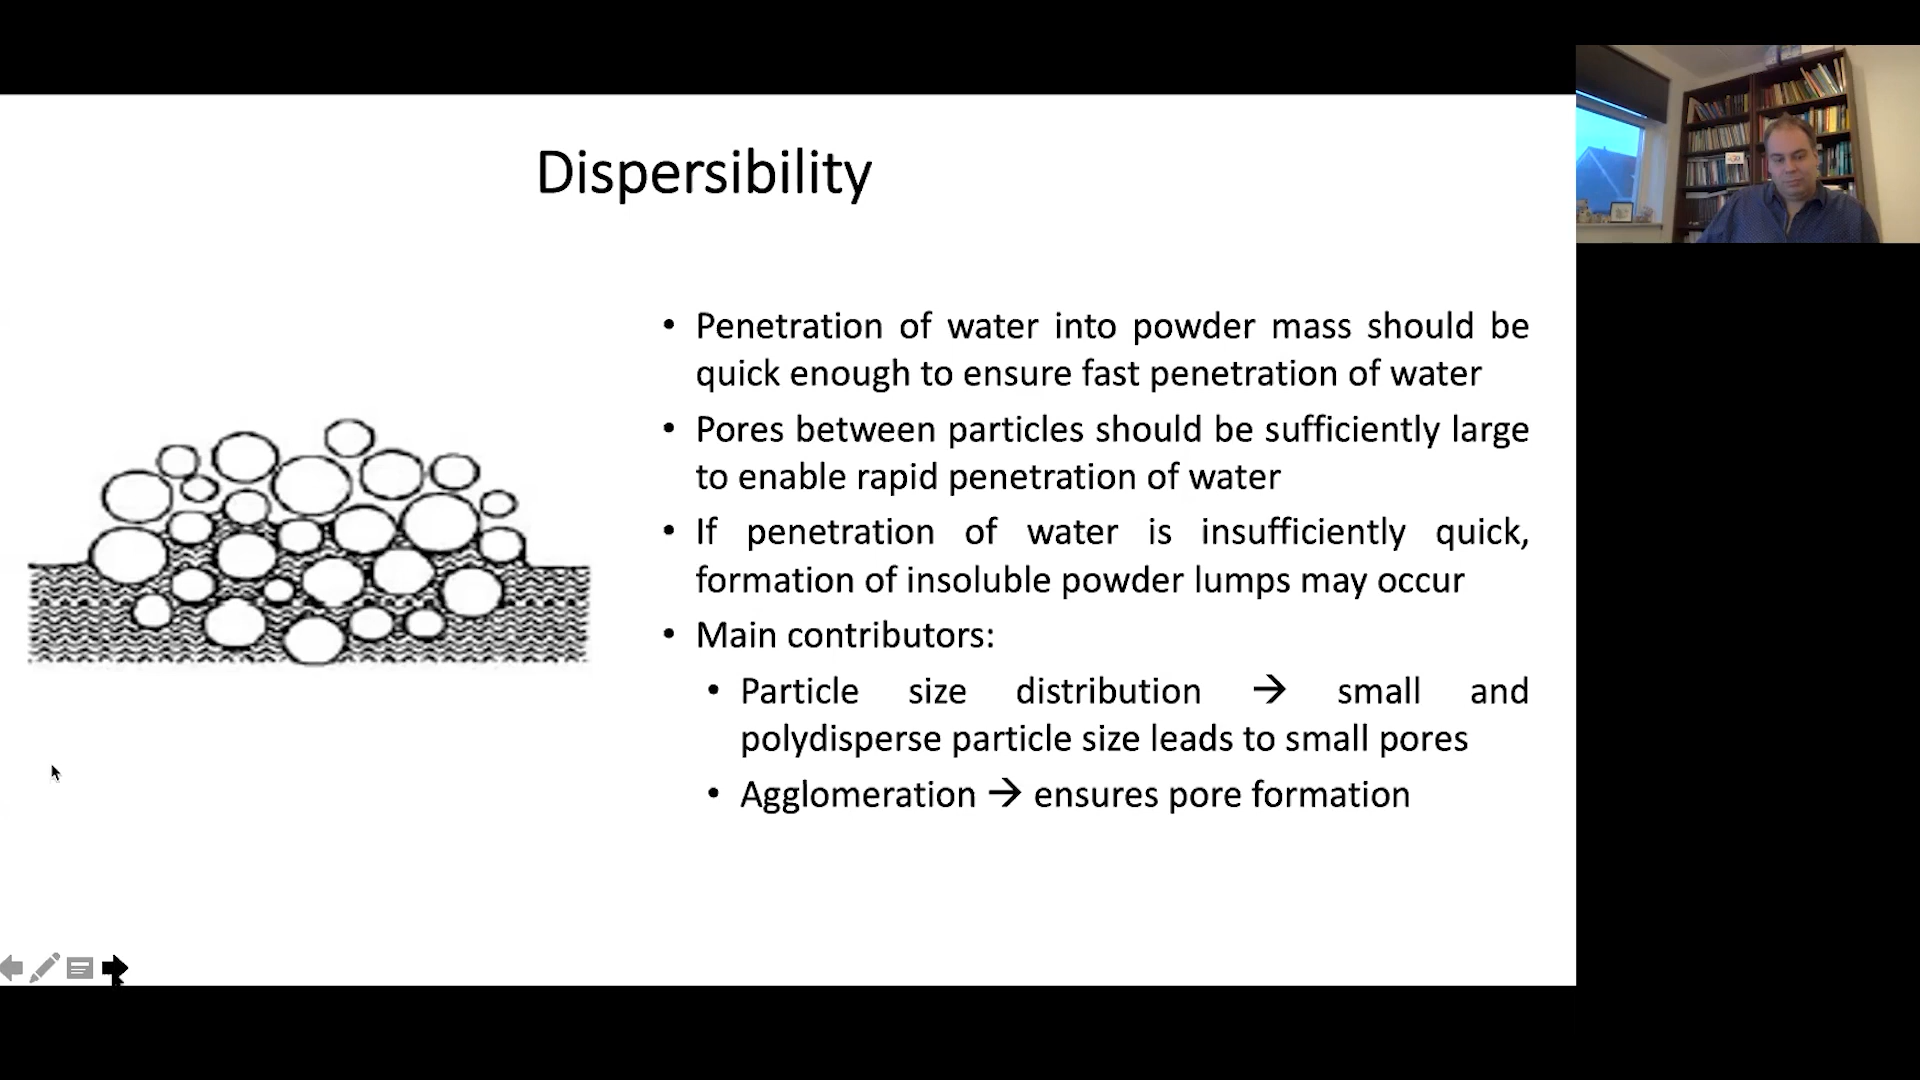 Dispersibility
• Penetration of water into powder mass should be
quick enough to ensure fast penetration of water
• Pores between particles should be sufficiently large
to enable rapid penetration of water
• If penetration of water is insufficiently quick,
formation of insoluble powder lumps may occur
• Main contributors:
• Particle size distribution → small and
polydisperse particle size leads to small pores
• Agglomeration → ensures pore formation